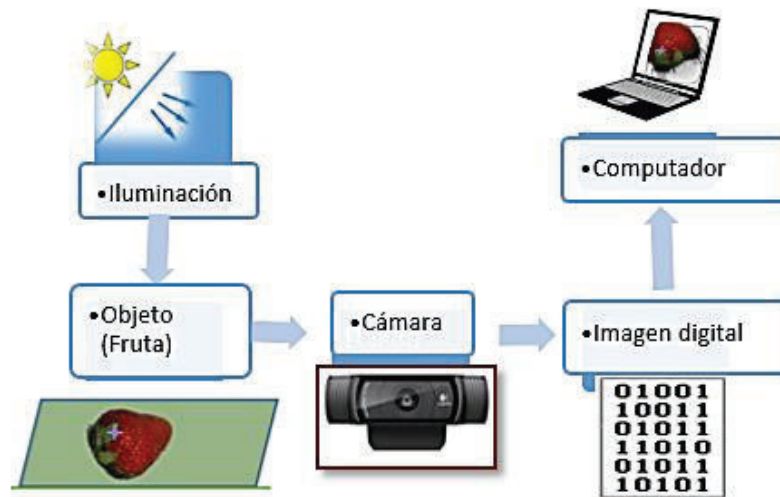 •Iluminación
•Objeto
(Fruta)
•Cámara
•Imagen digital
•Computador
01001
10011
01011
11010
01011
10101